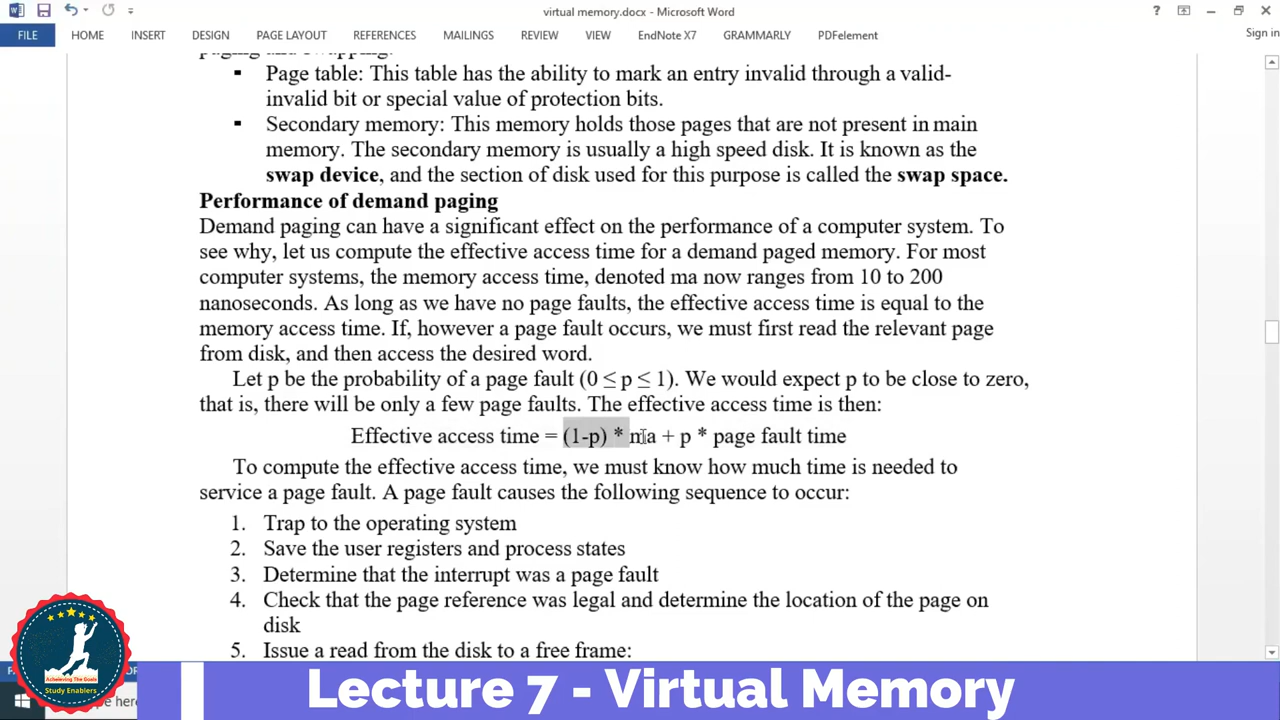 virtual memory.docx - Microsoft Word
Sign in
FILE HOME INSERT DESIGN PAGE LAYOUT REFERENCES MAILINGS REVIEW VIEW EndNote X7 GRAMMARLY PDFelement
paging and swapping.
▪ Page table: This table has the ability to mark an entry invalid through a valid-
invalid bit or special value of protection bits.
▪ Secondary memory: This memory holds those pages that are not present in main
memory. The secondary memory is usually a high speed disk. It is known as the
swap device, and the section of disk used for this purpose is called the swap space.
Performance of demand paging
Demand paging can have a significant effect on the performance of a computer system. To
see why, let us compute the effective access time for a demand paged memory. For most
computer systems, the memory access time, denoted ma now ranges from 10 to 200
nanoseconds. As long as we have no page faults, the effective access time is equal to the
memory access time. If, however a page fault occurs, we must first read the relevant page
from disk, and then access the desired word.
Let p be the probability of a page fault (0 ≤ p ≤ 1). We would expect p to be close to zero,
that is, there will be only a few page faults. The effective access time is then:
Effective access time = (1-p) * ma + p * page fault time
To compute the effective access time, we must know how much time is needed to
service a page fault. A page fault causes the following sequence to occur:
1. Trap to the operating system
2. Save the user registers and process states
3. Determine that the interrupt was a page fault
4. Check that the page reference was legal and determine the location of the page on
disk
5. Issue a read from the disk to a free frame:
Acheieving The Goals
Study Enablers
here
Lecture 7 - Virtual Memory